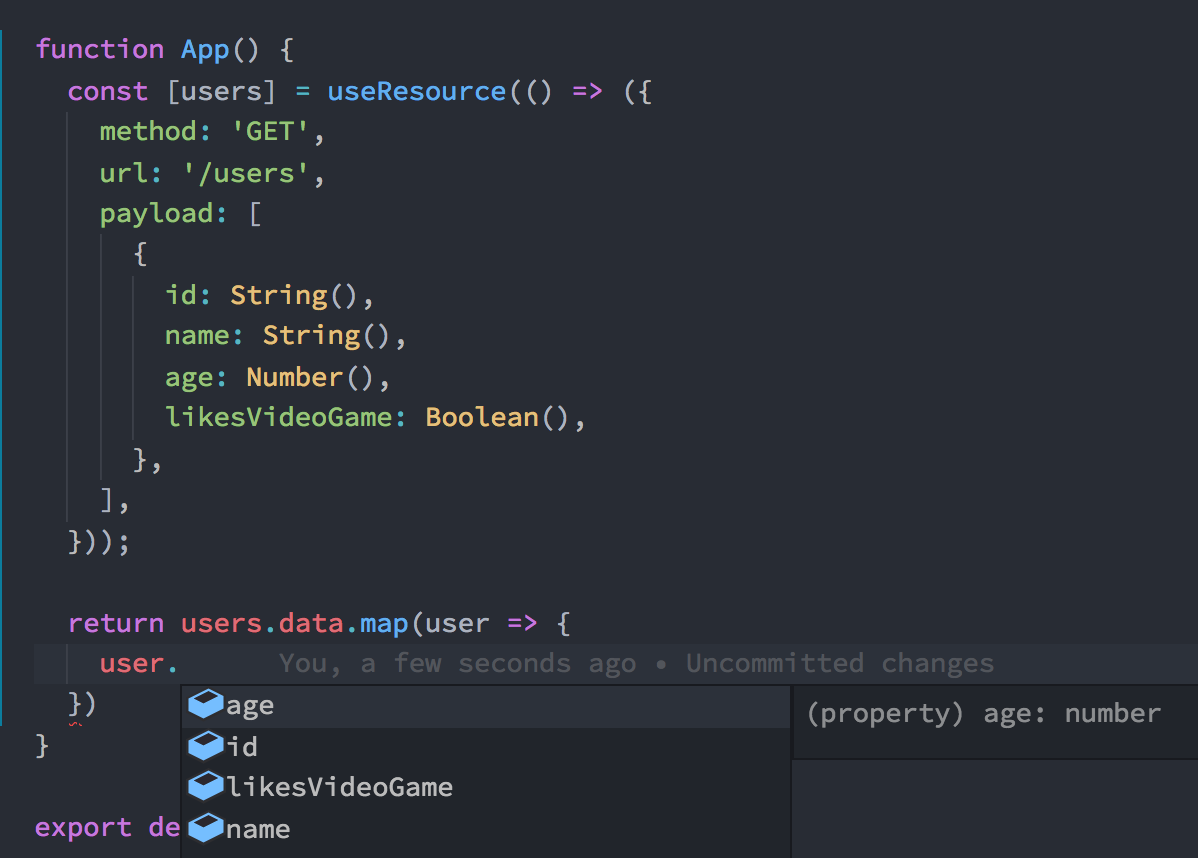 function App() {
const [users] = useResource(() => ({
method: 'GET',
url: '/users',
payload: [
{
id: String(),
name: String(),
age: Number(),
likesVideoGame: Boolean(),
},
],
}));
return users.data.map(user => {
user. You, a few seconds ago • Uncommitted changes
})
age (property) age: number
}
id
likesVideoGame
export de
name